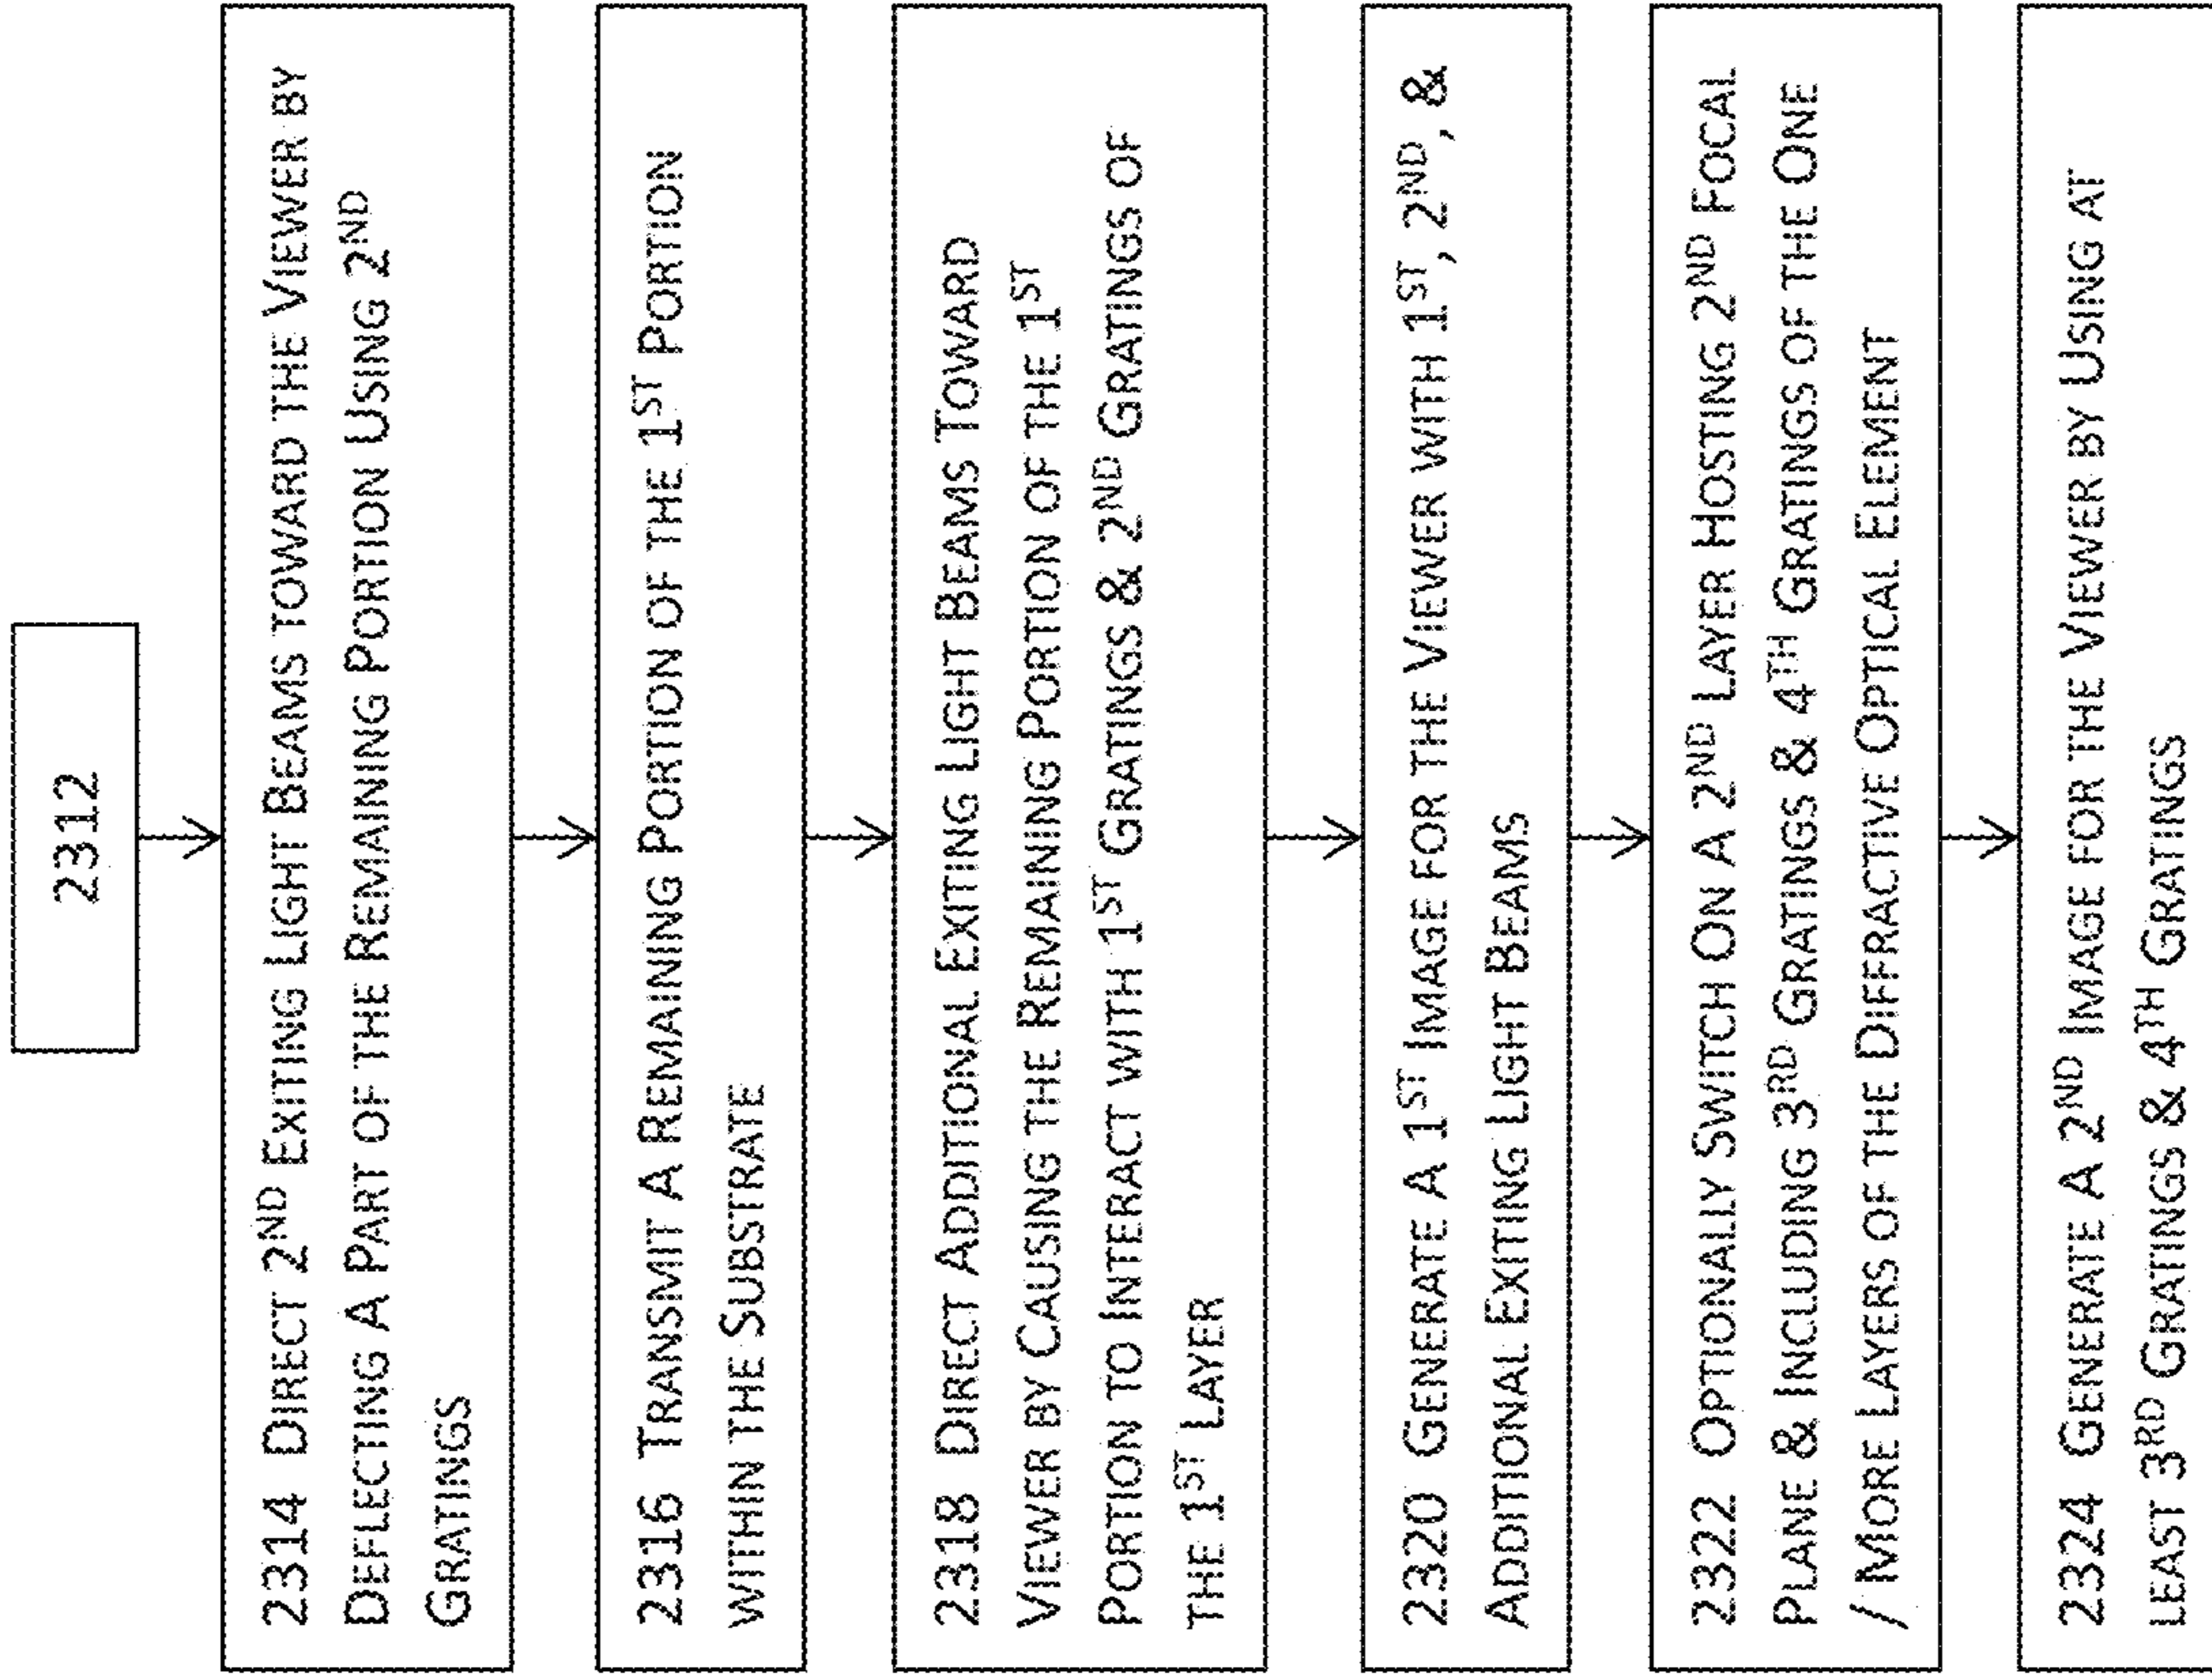 2312
2314 Direct 2nd Exiting Light Beams toward the Viewer by
Deflecting A Part of the Remaining Portion Using 2nd
Gratings
2316 Transmit A Remaining Portion of the 1st Portion
within the Substrate
2318 Direct Additional Exiting Light Beams Toward
Viewer by Causing the Remaining Portion of the 1st
Portion to Interact with 1st Gratings & 2nd Gratings of
the 1st Layer
2320 Generate A 1st Image for the Viewer with 1st, 2nd, &
Additional Exiting Light Beams
2322 Optionally Switch On A 2nd Layer Hosting 2nd Focal
Plane & Including 3rd Gratings & 4th Gratings of the One
/ More Layers of the Diffractive Optical Element
2324 Generate A 2nd Image for the Viewer by Using at
least 3rd Gratings & 4th Gratings